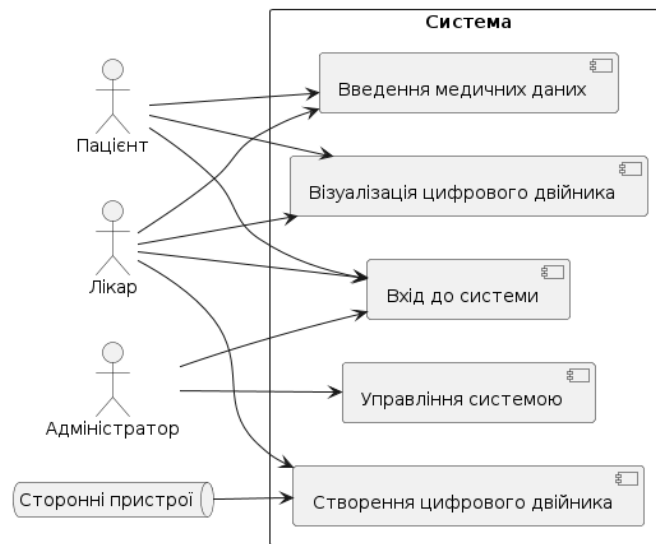 Система
Введення медичних даних
Пацієнт
Візуалізація цифрового двійника
Лікар
Вхід до системи
Управління системою
Адміністратор
Сторонні пристрої
Створення цифрового двійника